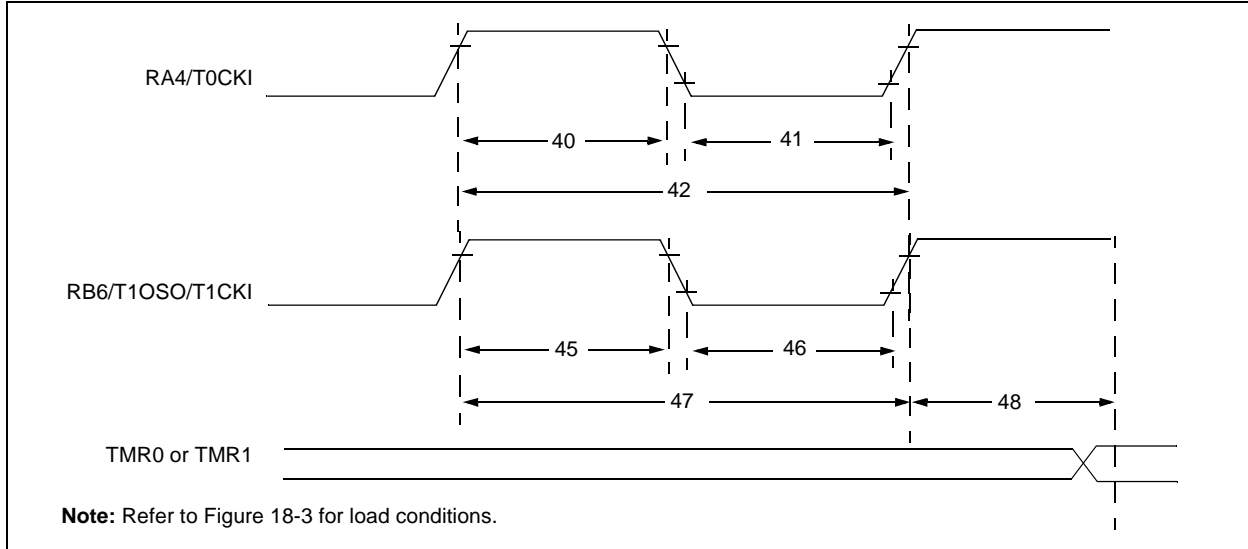 RA4/T0CKI
40
41
42
RB6/T1OSO/T1CKI
45
46
47
48
TMR0 or TMR1
Note: Refer to Figure 18-3 for load conditions.